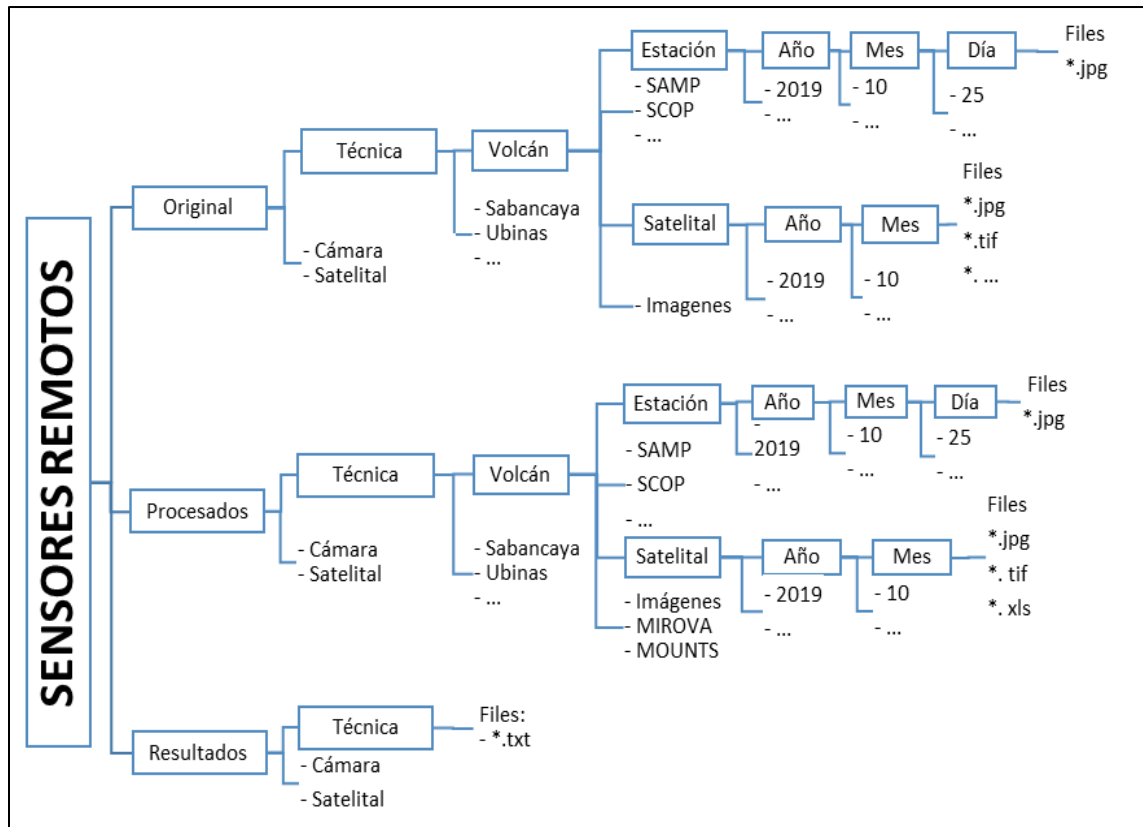 SENSORES REMOTOS
Original
Técnica
- Cámara
- Satelital
Volcán
- Sabancaya
- Ubinas
- ...
Estación
- SAMP
- SCOP
- ...
Año
- 2019
- ...
Mes
- 10
- ...
Día
- 25
- ...
Files
*.jpg
Satelital
- Imagenes
Año
- 2019
- ...
Mes
- 10
- ...
Files
*.jpg
*.tif
*. ...
Procesados
Técnica
- Cámara
- Satelital
Volcán
- Sabancaya
- Ubinas
- ...
Estación
- SAMP
- SCOP
- ...
Año
-
2019
- ...
Mes
- 10
- ...
Día
- 25
- ...
Files
*.jpg
Satelital
- Imágenes
- MIROVA
- MOUNTS
Año
- 2019
- ...
Mes
- 10
- ...
Files
*.jpg
*. tif
*. xls
Resultados
Técnica
- Cámara
- Satelital
Files:
- *.txt